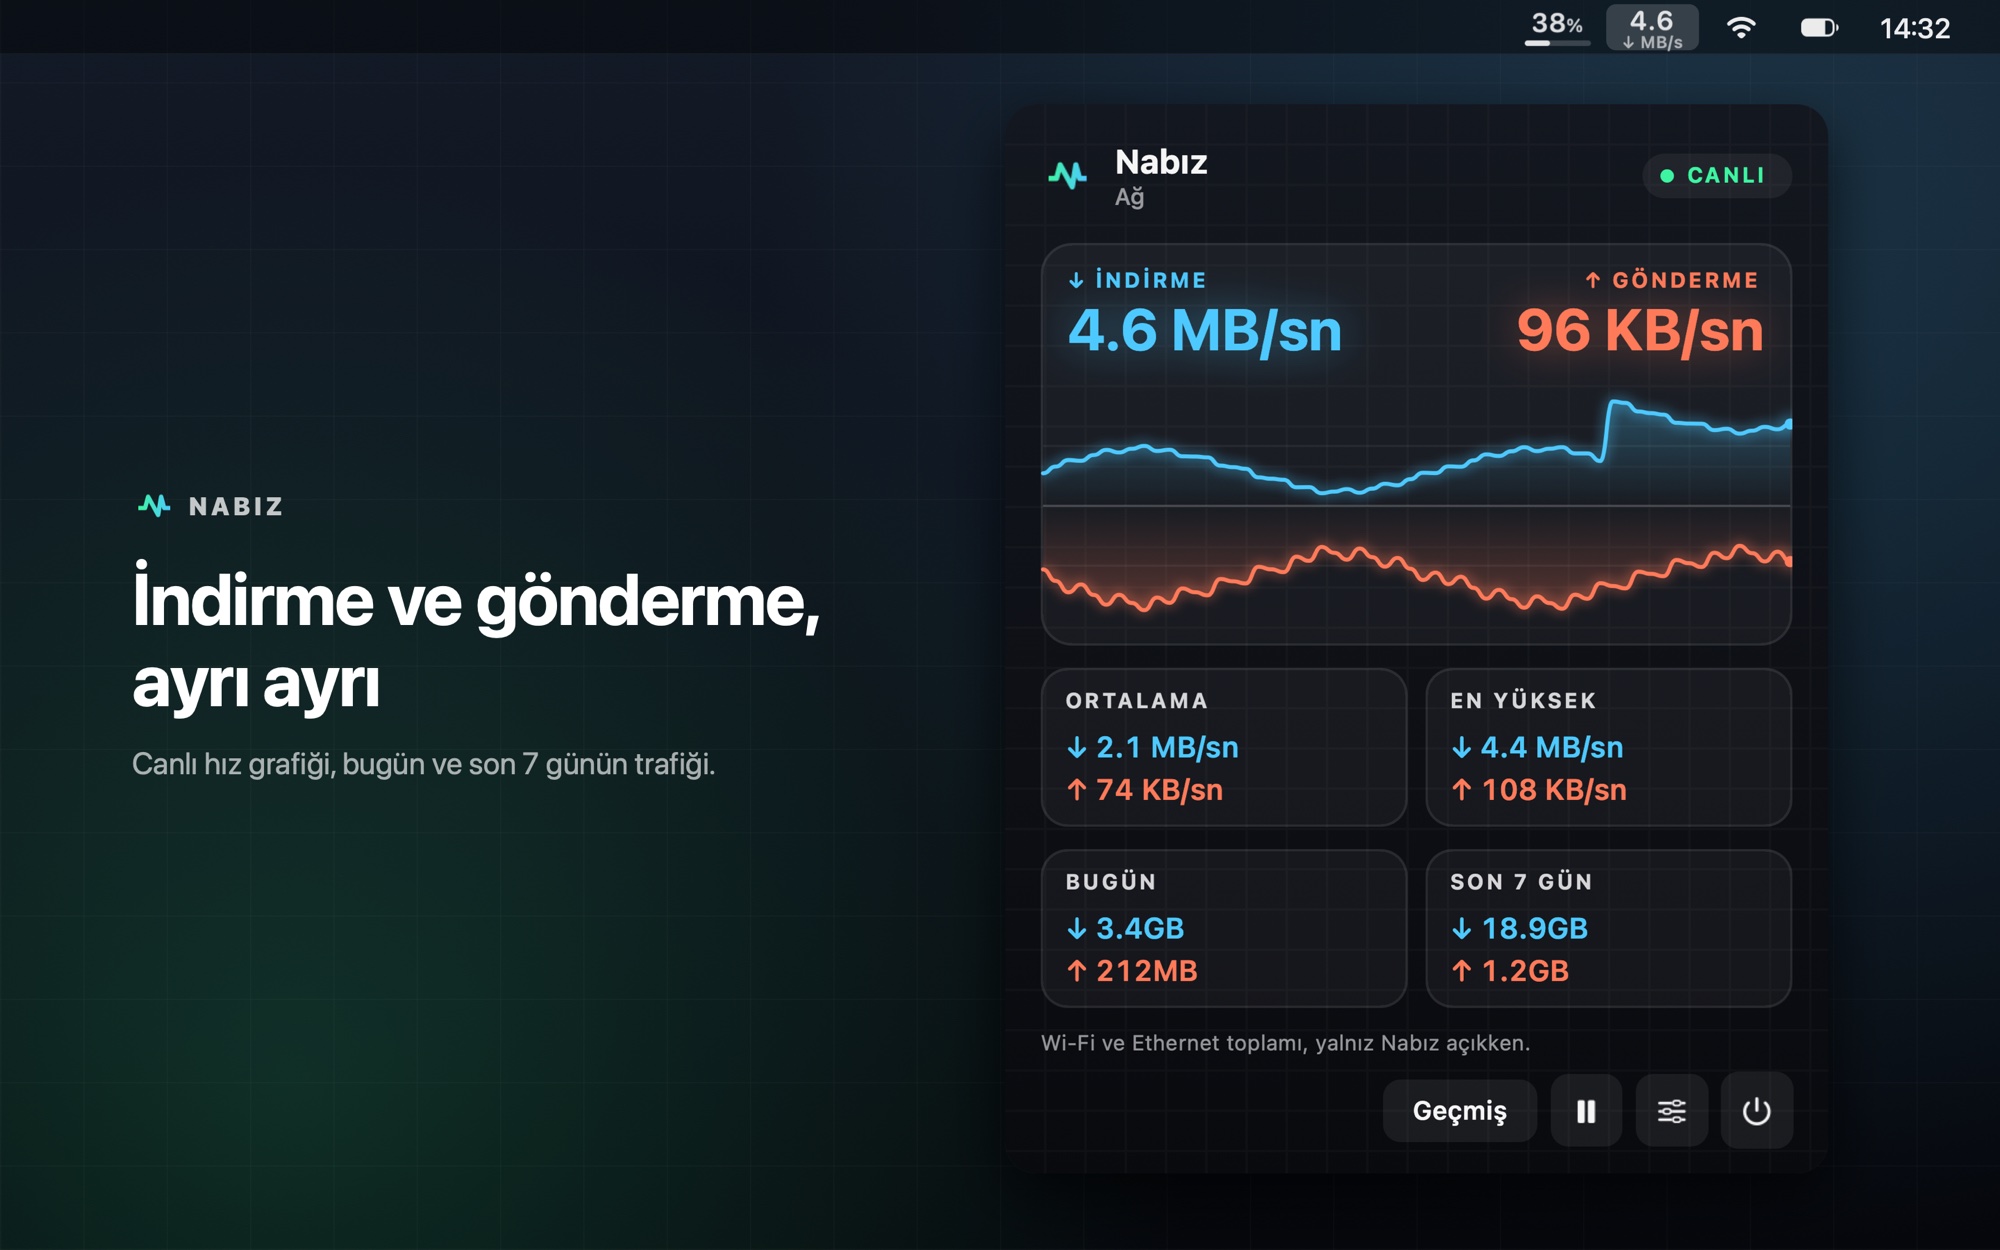 38%
4.6
↓ MB/s
14:32
NABIZ
İndirme ve gönderme,
ayrı ayrı
Canlı hız grafiği, bugün ve son 7 günün trafiği.
Nabız
Ağ
CANLI
↓ İNDİRME
4.6 MB/sn
↑ GÖNDERME
96 KB/sn
ORTALAMA
↓ 2.1 MB/sn
↑ 74 KB/sn
EN YÜKSEK
↓ 4.4 MB/sn
↑ 108 KB/sn
BUGÜN
↓ 3.4GB
↑ 212MB
SON 7 GÜN
↓ 18.9GB
↑ 1.2GB
Wi-Fi ve Ethernet toplamı, yalnız Nabız açıkken.
Geçmiş